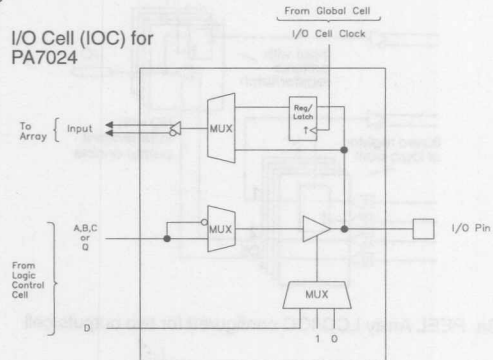 From Global Cell
I/O Cell Clock
I/O Cell (IOC) for
PA7024
Reg/
Latch
MUX
To
Array
Input
A,B,C
or
Q
MUX
I/O Pin
From
Logic
Control
Cell
MUX
D
1 0